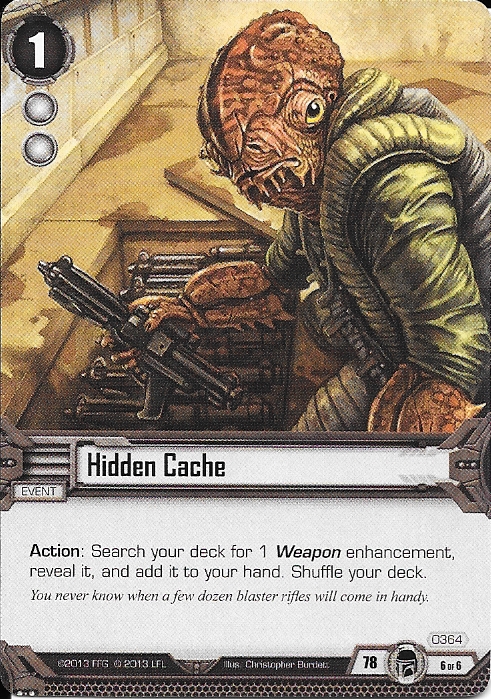 1
Hidden Cache
EVENT
Action: Search your deck for 1 Weapon enhancement,
reveal it, and add it to your hand. Shuffle your deck.
You never know when a few dozen blaster rifles will come in handy.
0364
©2013 FFG © 2013 LFL Illus. Christopher Burdett 78 6 OF 6